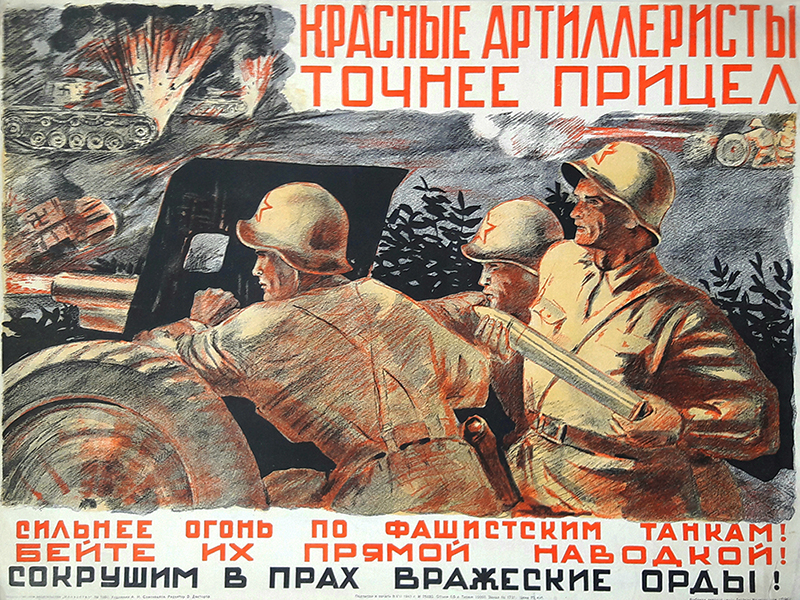 КРАСНЫЕ АРТИЛЛЕРИСТЫ
ТОЧНЕЕ ПРИЦЕЛ
СИЛЬНЕЕ ОГОНЬ ПО ФАШИСТСКИМ ТАНКАМ!
БЕЙТЕ ИХ ПРЯМОЙ НАВОДКОЙ!
СОКРУШИМ В ПРАХ ВРАЖЕСКИЕ ОРДЫ!